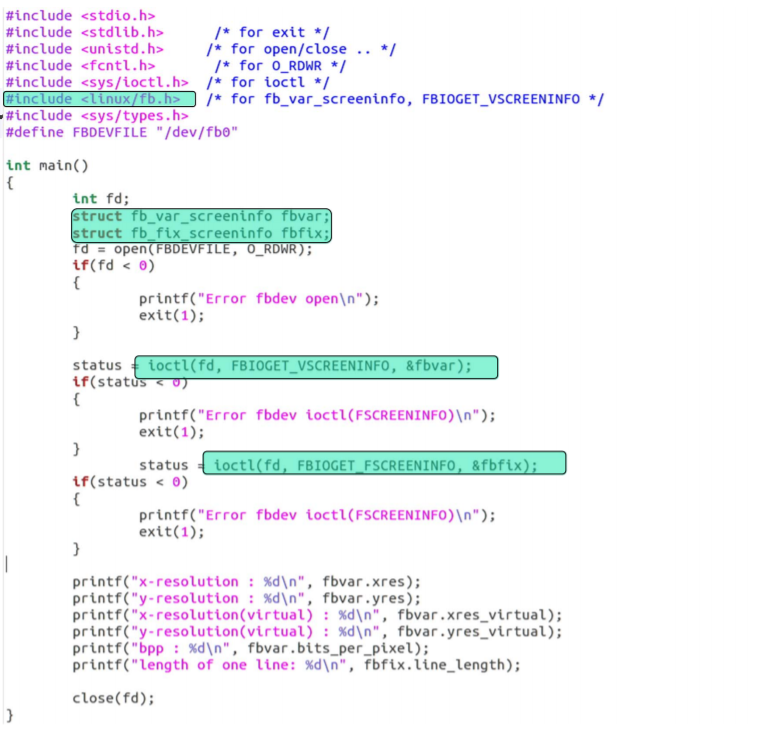 #include <stdio.h>
#include <stdlib.h>      /* for exit */
#include <unistd.h>     /* for open/close .. */
#include <fcntl.h>       /* for O_RDWR */
#include <sys/ioctl.h>  /* for ioctl */
#include <linux/fb.h>   /* for fb_var_screeninfo, FBIOGET_VSCREENINFO */
#include <sys/types.h>
#define FBDEVFILE "/dev/fb0"
int main()
{
        int fd;
        struct fb_var_screeninfo fbvar;
        struct fb_fix_screeninfo fbfix;
        fd = open(FBDEVFILE, O_RDWR);
        if(fd < 0)
        {
                printf("Error fbdev open\n");
                exit(1);
        }
        status = ioctl(fd, FBIOGET_VSCREENINFO, &fbvar);
        if(status < 0)
        {
                printf("Error fbdev ioctl(FSCREENINFO)\n");
                exit(1);
        }
                status = ioctl(fd, FBIOGET_FSCREENINFO, &fbfix);
        if(status < 0)
        {
                printf("Error fbdev ioctl(FSCREENINFO)\n");
                exit(1);
        }
        printf("x-resolution : %d\n", fbvar.xres);
        printf("y-resolution : %d\n", fbvar.yres);
        printf("x-resolution(virtual) : %d\n", fbvar.xres_virtual);
        printf("y-resolution(virtual) : %d\n", fbvar.yres_virtual);
        printf("bpp : %d\n", fbvar.bits_per_pixel);
        printf("length of one line: %d\n", fbfix.line_length);
        close(fd);
}